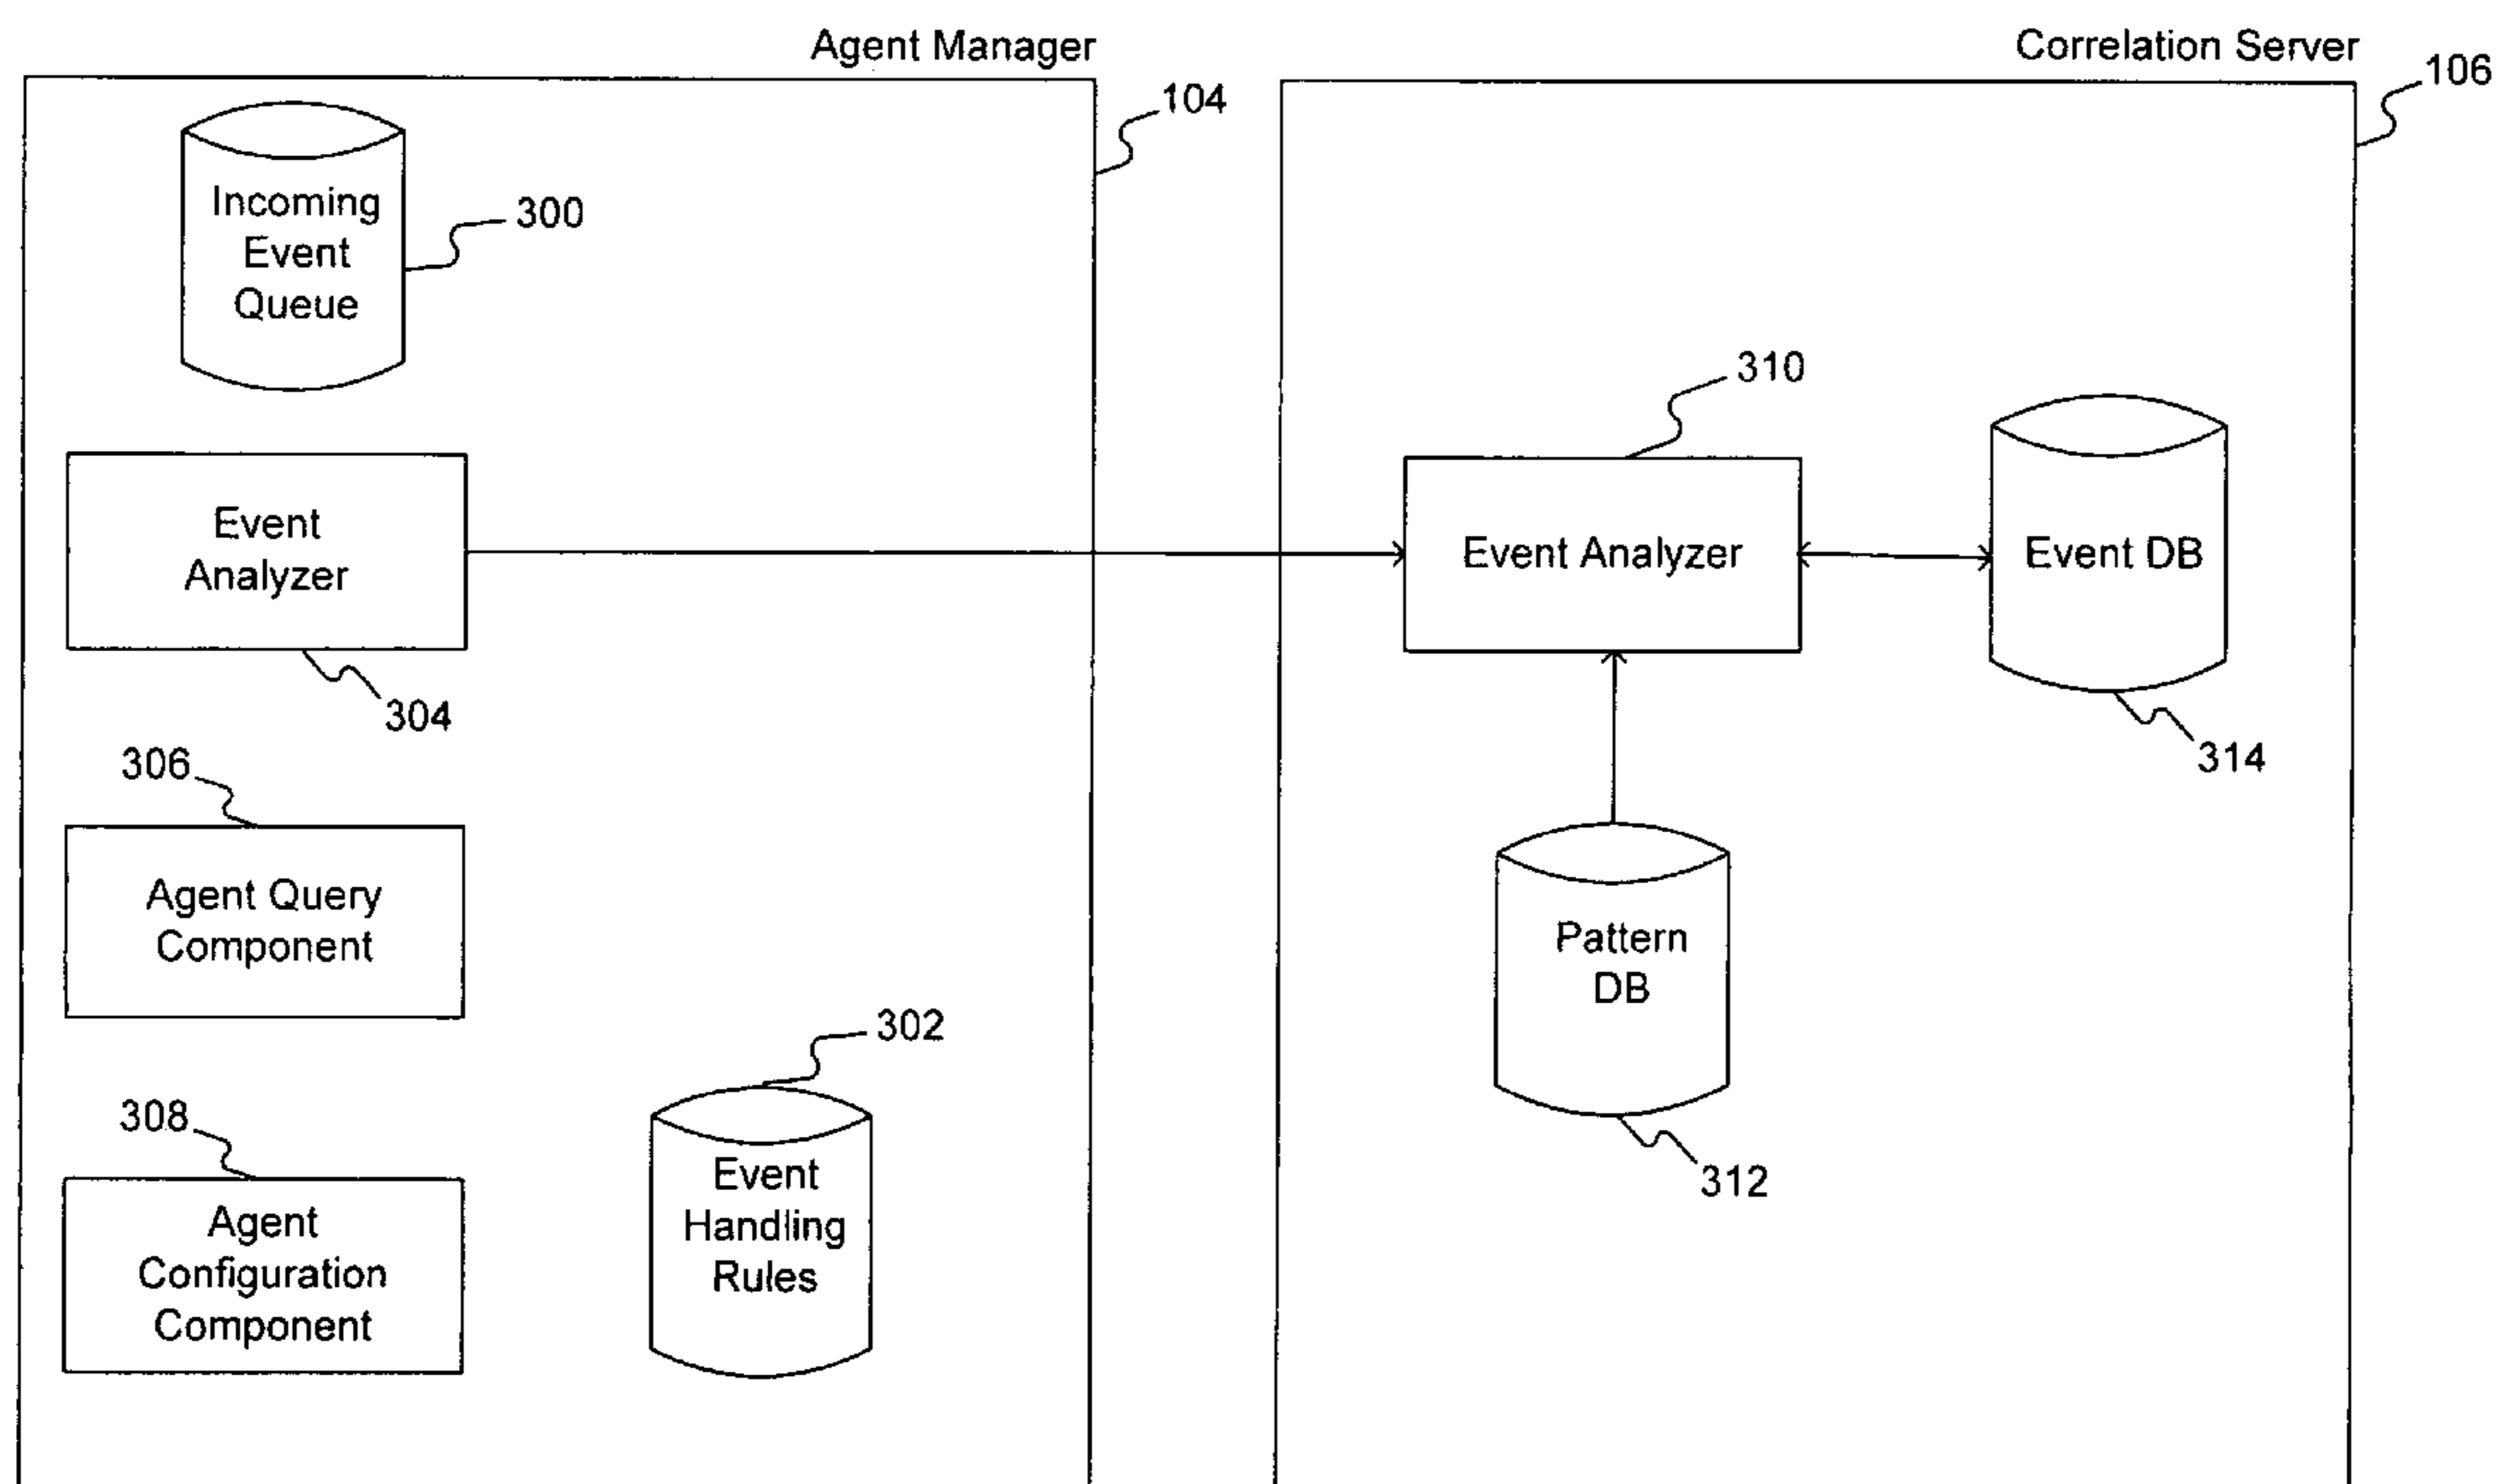 Agent Manager
Correlation Server
104
106
Incoming
Event
Queue
300
310
Event
Analyzer
Event Analyzer
Event DB
304
314
306
Agent Query
Component
Pattern
DB
302
308
Event
Handling
Rules
312
Agent
Configuration
Component